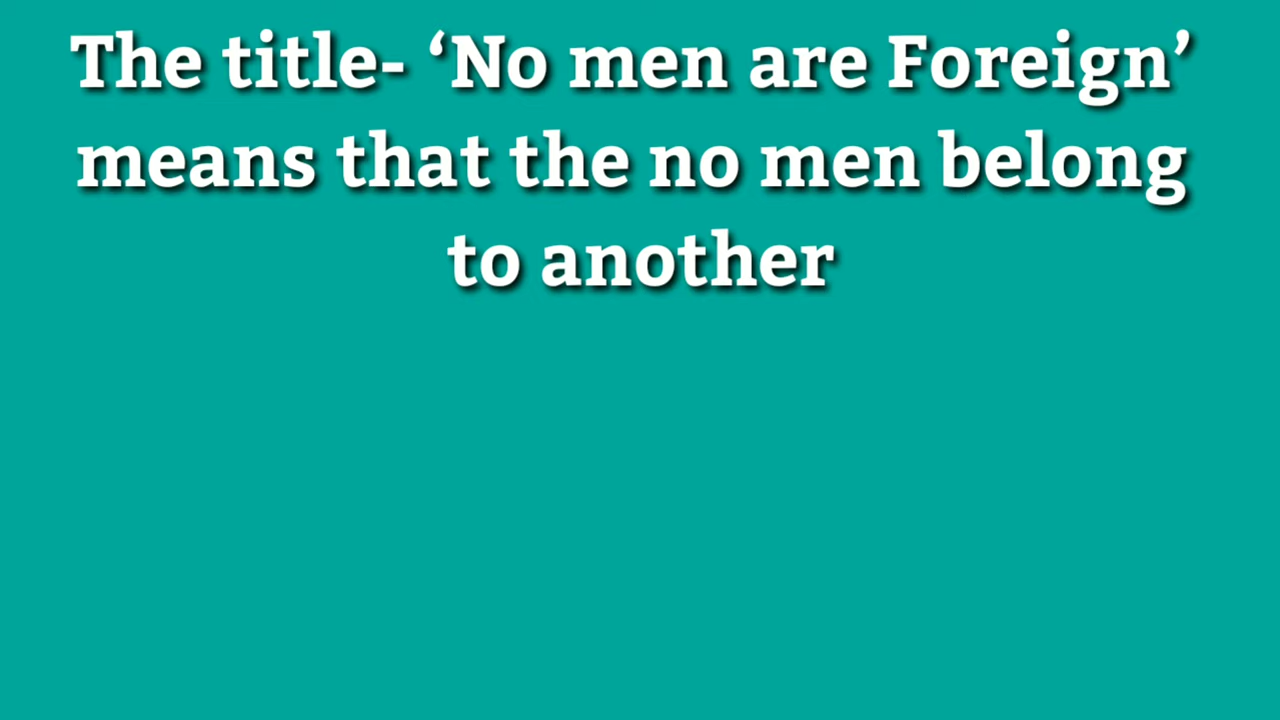 The title- ‘No men are Foreign’
means that the no men belong
to another